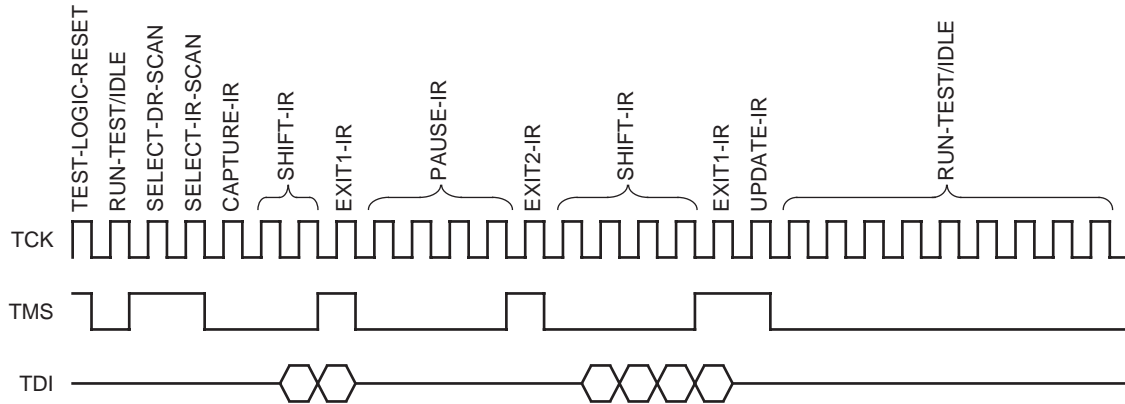 TEST-LOGIC-RESET
RUN-TEST/IDLE
SELECT-DR-SCAN
SELECT-IR-SCAN
CAPTURE-IR
SHIFT-IR
EXIT1-IR
PAUSE-IR
EXIT2-IR
SHIFT-IR
EXIT1-IR
UPDATE-IR
RUN-TEST/IDLE
TCK
TMS
TDI